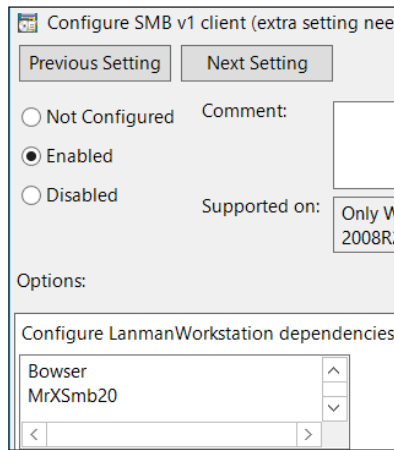 Configure SMB v1 client (extra setting nee
Previous Setting
Next Setting
Not Configured
Comment:
Enabled
Disabled
Supported on:
Only W
2008R2
Options:
Configure LanmanWorkstation dependencies
Bowser
MrXSmb20